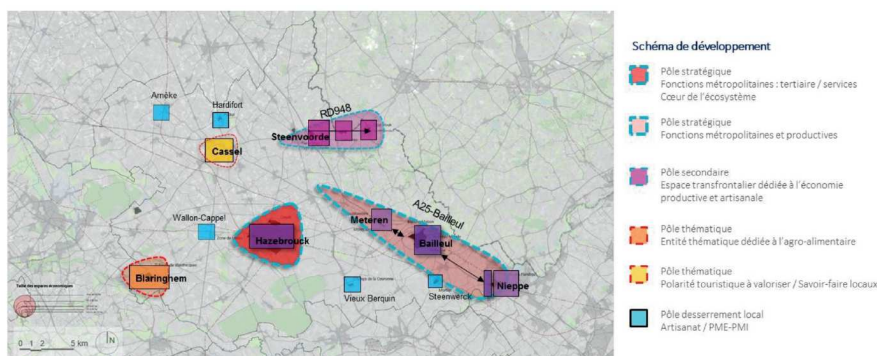 Schéma de développement
Pôle stratégique
Fonctions métropolitaines : tertiaire / services
Cœur de l'écosystème
Pôle stratégique
Fonctions métropolitaines et productives
Pôle secondaire
Espace transfrontalier dédiée à l'économie
productive et artisanale
Pôle thématique
Entité thématique dédiée à l'agro-alimentaire
Pôle thématique
Polarité touristique à valoriser / Savoir-faire locaux
Pôle desserrement local
Artisanat / PME-PMI
Arnèke
Hardifort
RD948
Steenvoorde
Cassel
A25-Bailleul
Wallon-Cappel
Meteren
Hazebrouck
Bailleul
Blaringhem
Vieux Berquin
Steenwerck
Nieppe
0 1 2 5 km
N